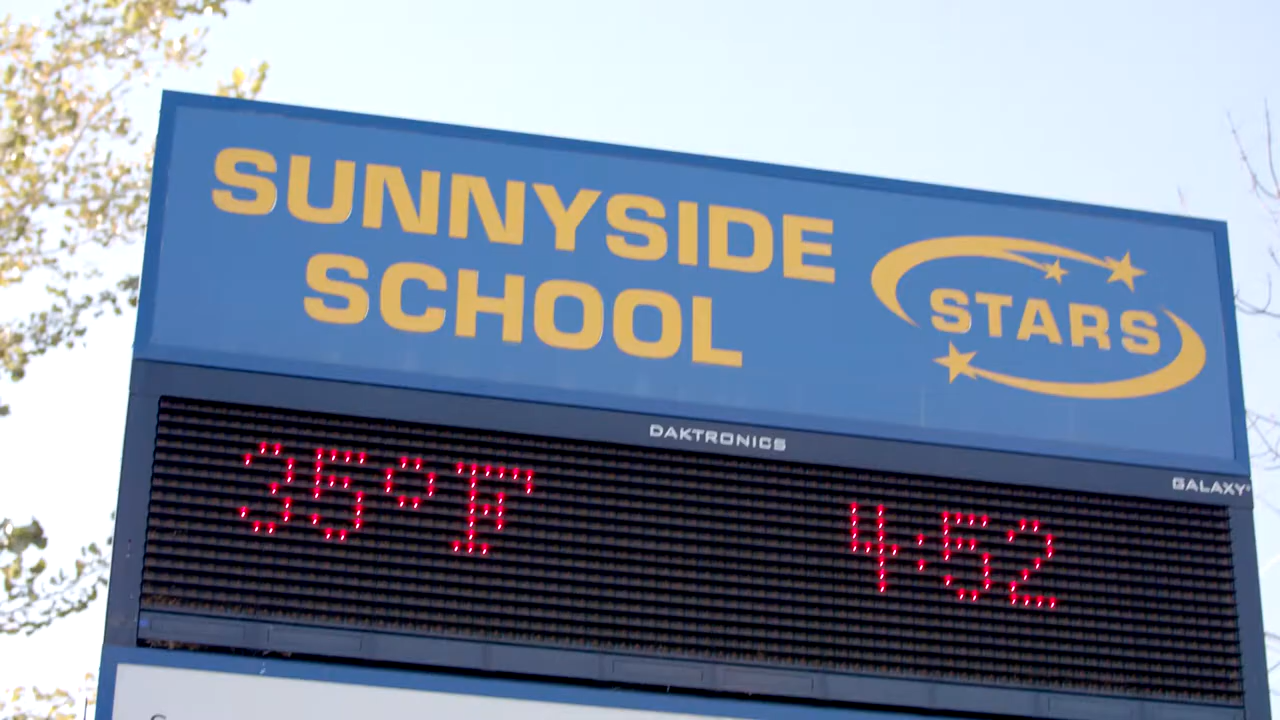 SUNNYSIDE
SCHOOL
STARS
DAKTRONICS
GALAXY®
35°F
4:52